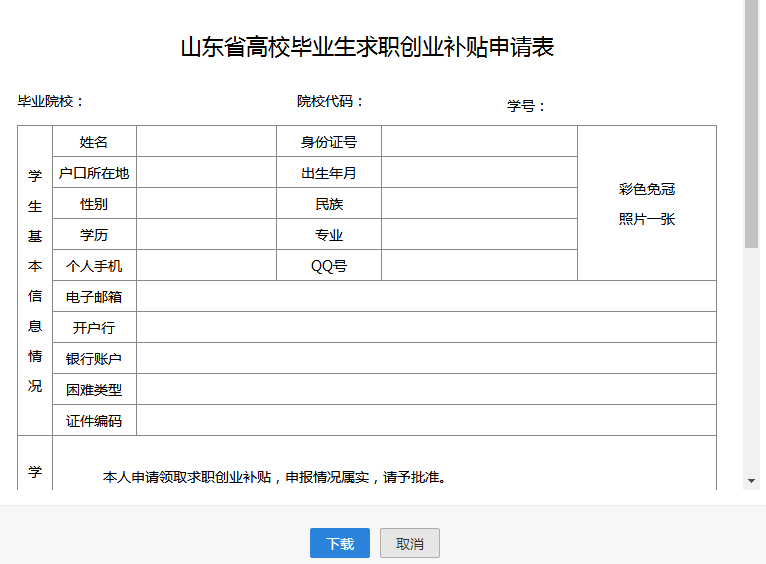 山东省高校毕业生求职创业补贴申请表
毕业院校： 院校代码： 学号：
学生基本信息情况
姓名 身份证号
户口所在地 出生年月
性别 民族
学历 专业
个人手机 QQ号
彩色免冠
照片一张
电子邮箱
开户行
银行账户
困难类型
证件编码
学
本人申请领取求职创业补贴，申报情况属实，请予批准。
下载 取消